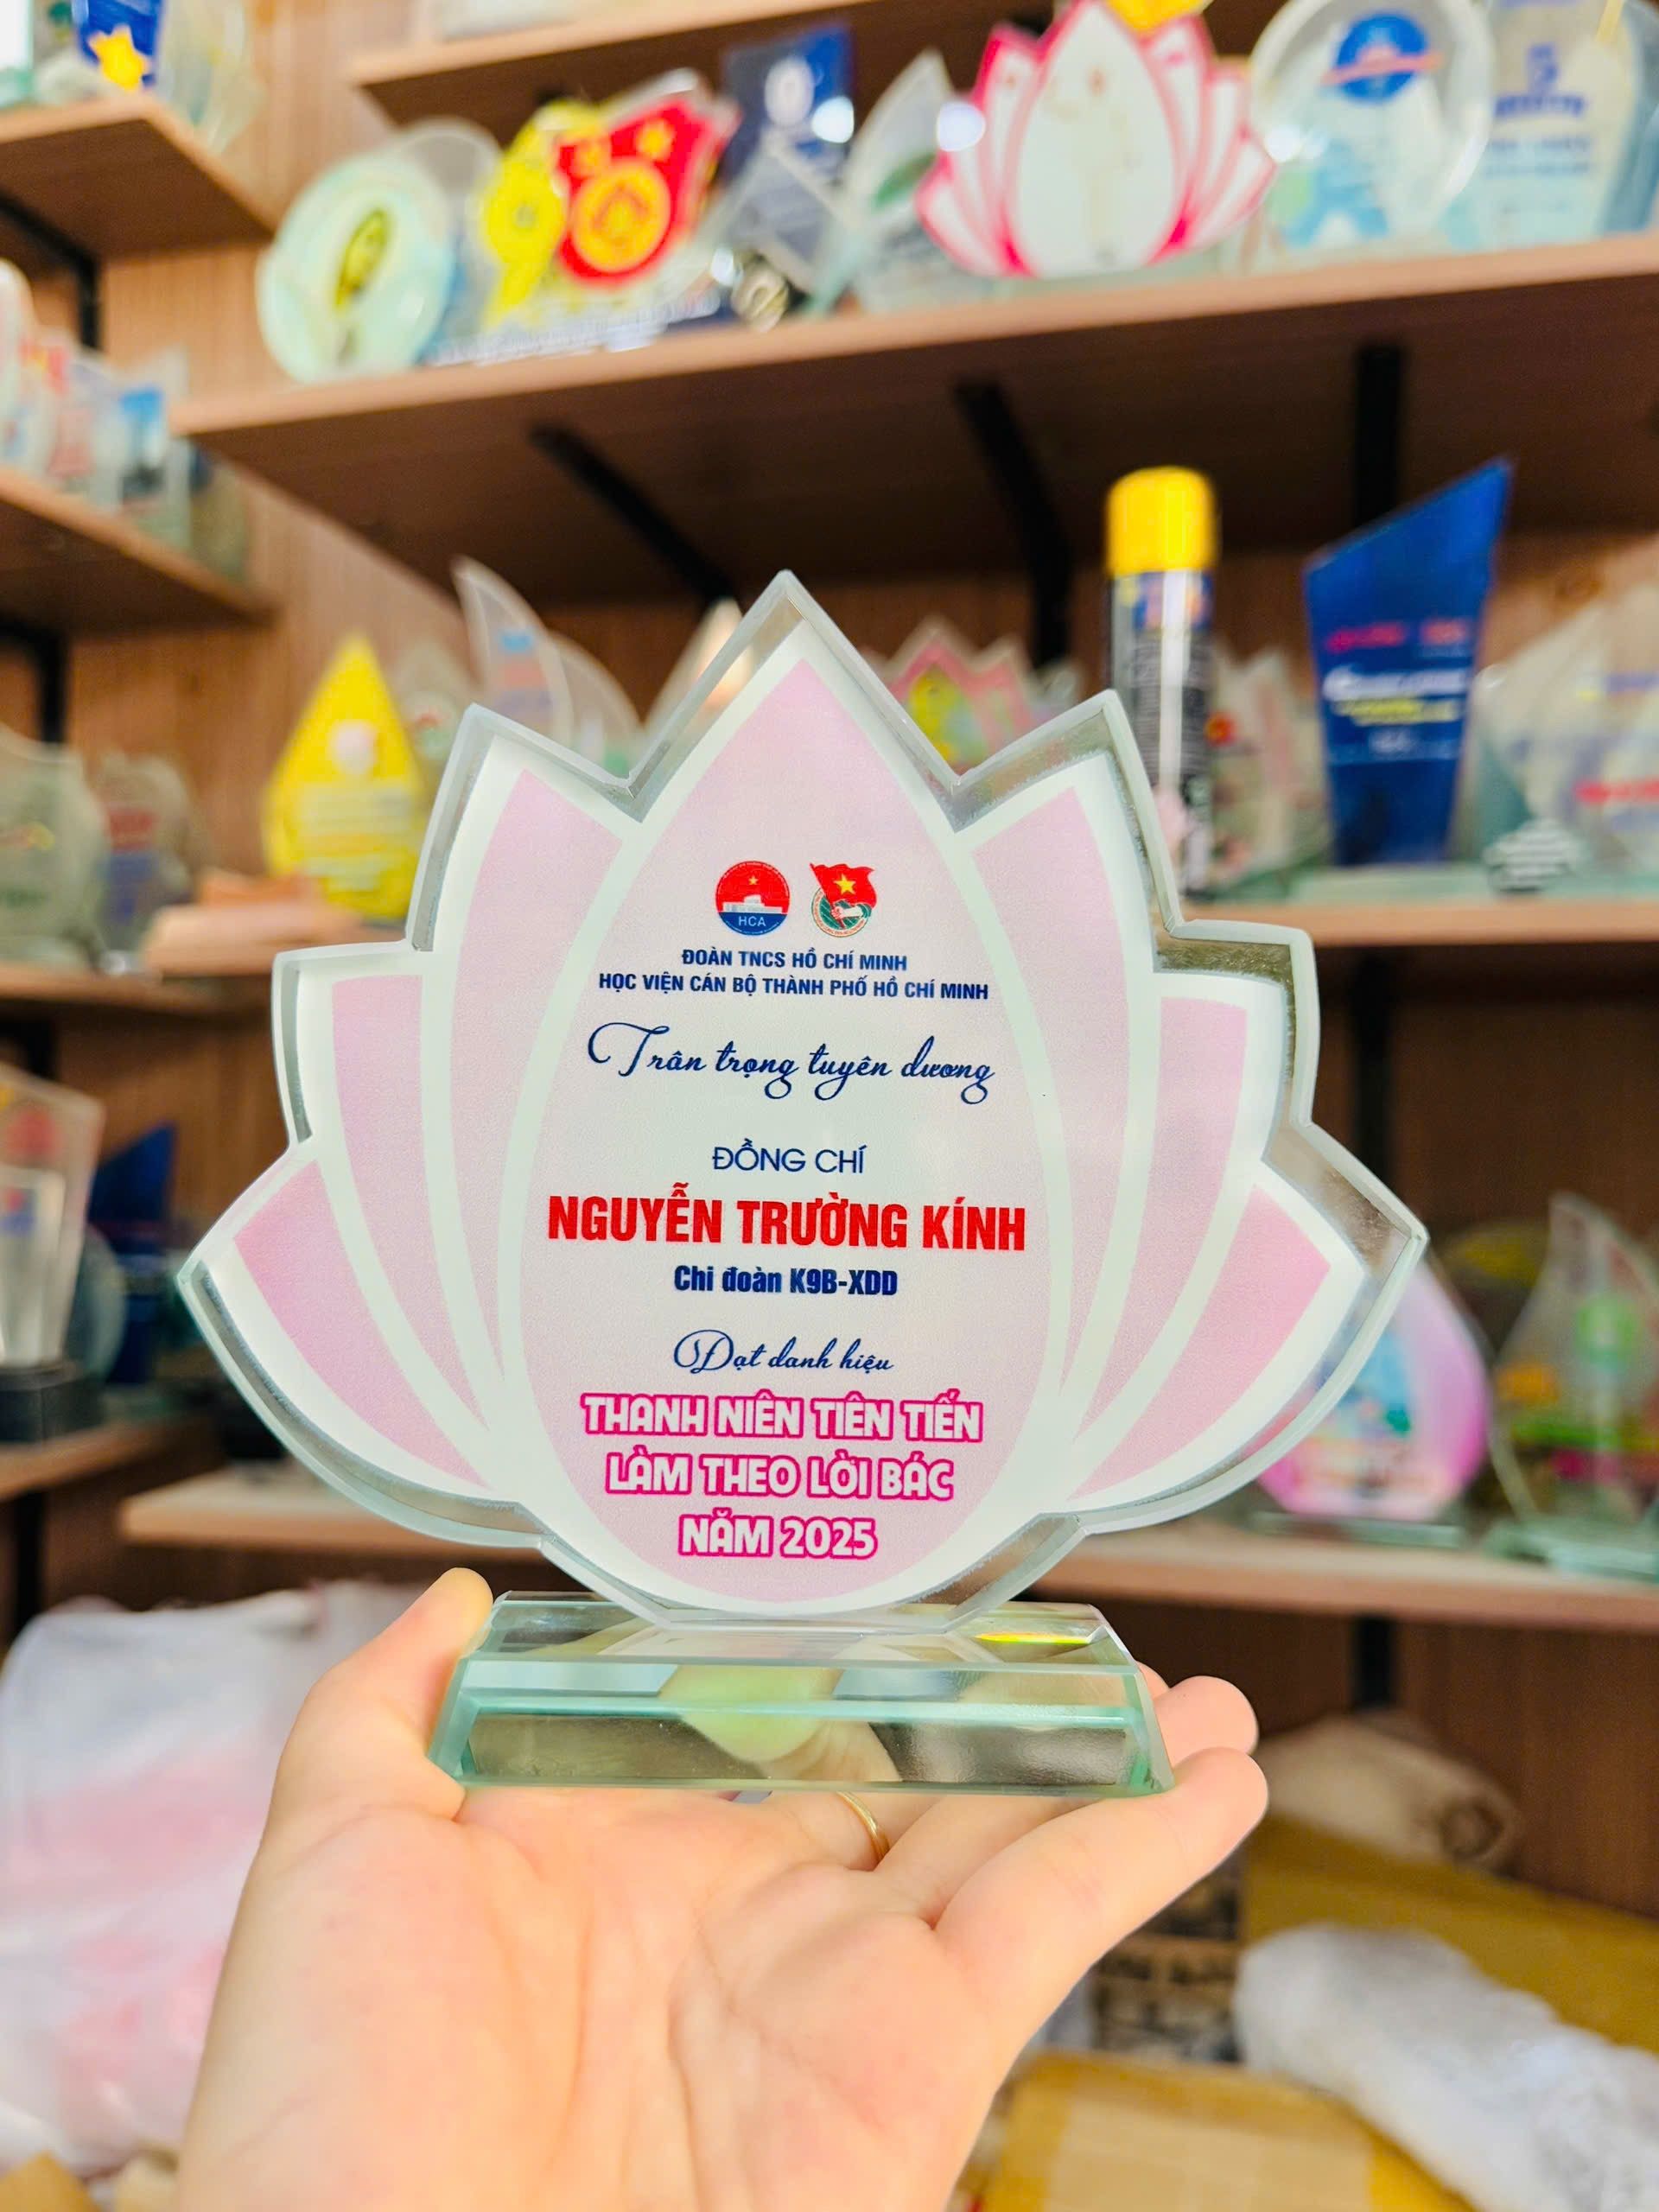 HCA
ĐOÀN TNCS HỒ CHÍ MINH
HỌC VIỆN CÁN BỘ THÀNH PHỐ HỒ CHÍ MINH
Trân trọng tuyên dương
ĐỒNG CHÍ
NGUYỄN TRƯỜNG KÍNH
Chi đoàn K9B-XDD
Đạt danh hiệu
THANH NIÊN TIÊN TIẾN
LÀM THEO LỜI BÁC
NĂM 2025